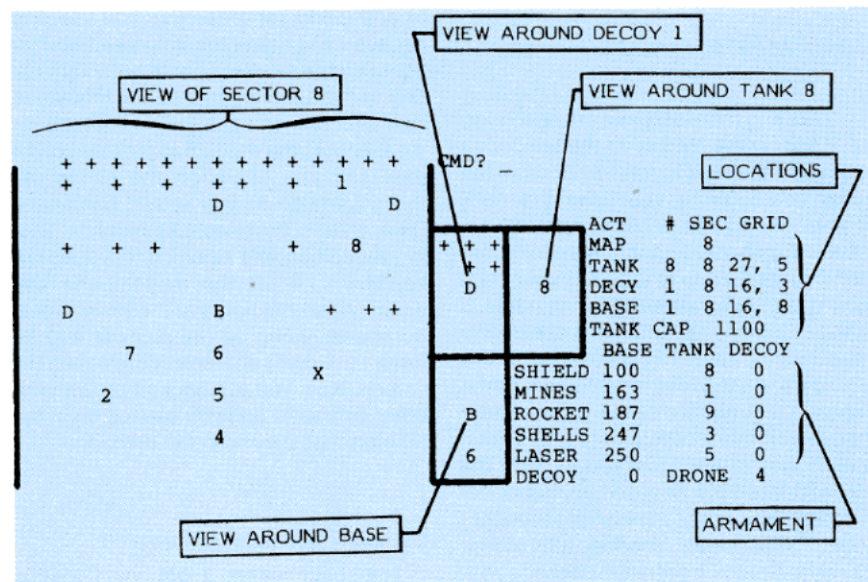 VIEW AROUND DECOY 1
VIEW OF SECTOR 8
VIEW AROUND TANK 8
+ + + + + + + + + + + + + + CMD? _
+ + + + + + 1
LOCATIONS
D D
ACT # SEC GRID
+ + + + 8 + + + MAP 8
+ + TANK 8 8 27, 5
D 8 DECY 1 8 16, 3
D B + + + BASE 1 8 16, 8
TANK CAP 1100
7 6 BASE TANK DECOY
X SHIELD 100 8 0
2 5 MINES 163 1 0
B ROCKET 187 9 0
4 SHELLS 247 3 0
6 LASER 250 5 0
DECOY 0 DRONE 4
VIEW AROUND BASE
ARMAMENT